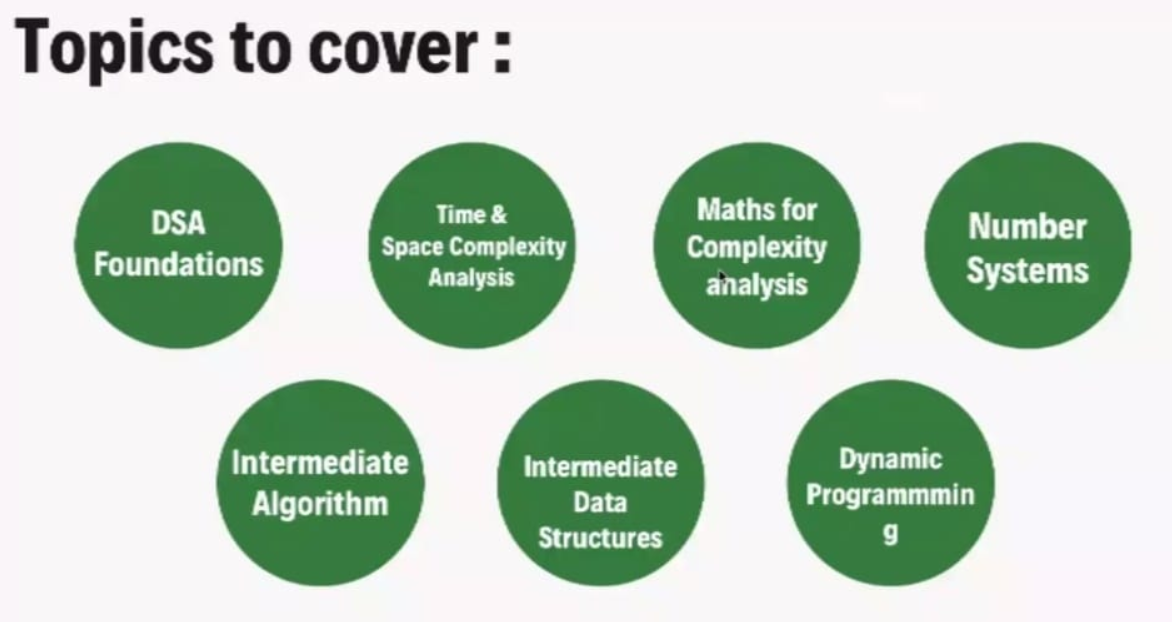 Topics to cover :
DSA
Foundations
Time &
Space Complexity
Analysis
Maths for
Complexity
analysis
Number
Systems
Intermediate
Algorithm
Intermediate
Data
Structures
Dynamic
Programmmin
g